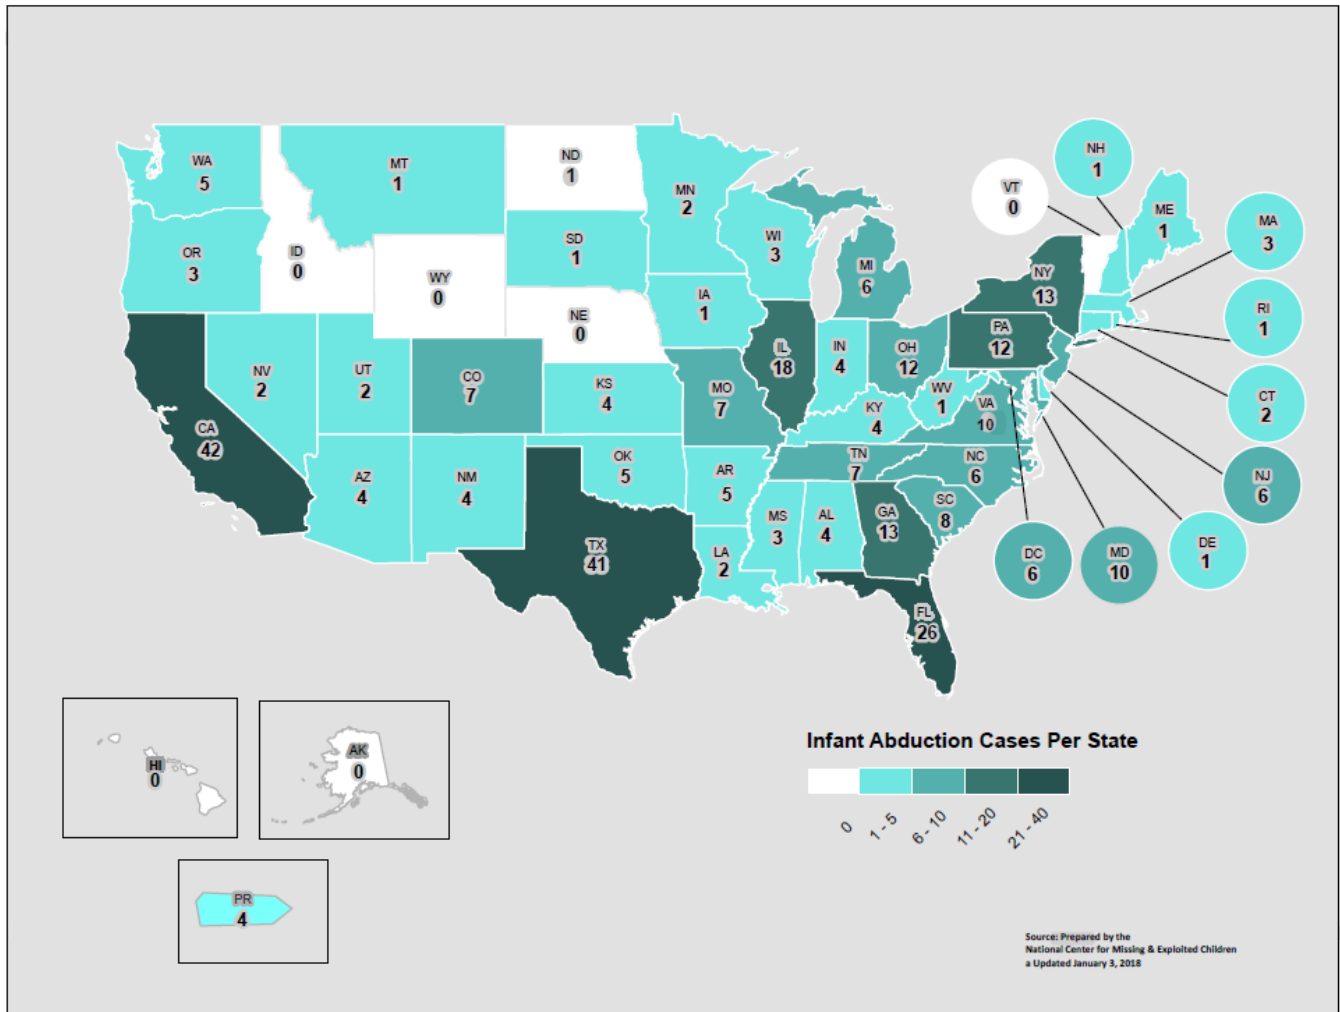 WA
5
MT
1
ND
1
MN
2
VT
0
NH
1
ME
1
MA
3
OR
3
ID
0
WY
0
SD
1
WI
3
MI
6
NY
13
RI
1
NE
0
IA
1
IL
18
IN
4
OH
12
PA
12
CT
2
NV
2
UT
2
CO
7
KS
4
MO
7
KY
4
WV
1
VA
10
NJ
6
CA
42
AZ
4
NM
4
OK
5
AR
5
TN
7
NC
6
SC
8
DC
6
MD
10
DE
1
TX
41
LA
2
MS
3
AL
4
GA
13
FL
26
HI
0
AK
0
PR
4
Infant Abduction Cases Per State
0
1 - 5
6 - 10
11 - 20
21 - 40
Source: Prepared by the
National Center for Missing & Exploited Children
a Updated January 3, 2018